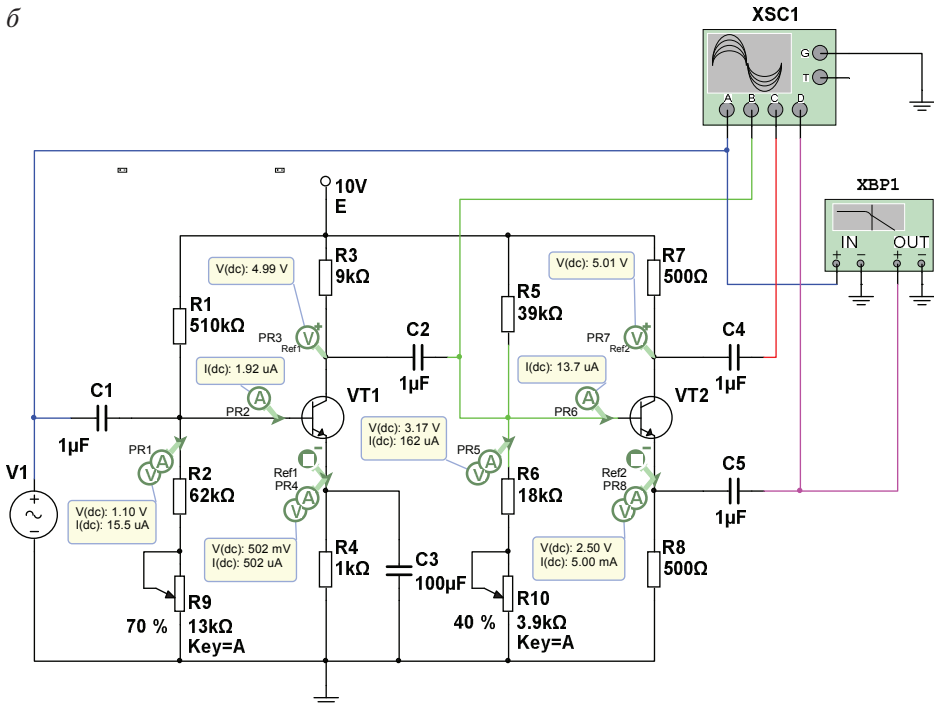 б
XSC1
G
T
A B C D
XBP1
IN OUT
+ − + −
10V
E
R3
9kΩ
V(dc): 4.99 V
PR3
Ref1
V
+
R1
510kΩ
I(dc): 1.92 uA
A
PR2
C1
1µF
VT1
C2
1µF
R5
39kΩ
R7
500Ω
V(dc): 5.01 V
PR7
Ref2
V
+
C4
1µF
I(dc): 13.7 uA
A
PR6
VT2
PR1
A
V
V(dc): 1.10 V
I(dc): 15.5 uA
R2
62kΩ
V1
+
−
Ref1
PR4
−
A
V
V(dc): 502 mV
I(dc): 502 uA
R4
1kΩ
C3
100µF
V(dc): 3.17 V
I(dc): 162 uA
PR5
A
V
R6
18kΩ
Ref2
PR8
−
A
V
V(dc): 2.50 V
I(dc): 5.00 mA
C5
1µF
R8
500Ω
70 %
R9
13kΩ
Key=A
40 %
R10
3.9kΩ
Key=A